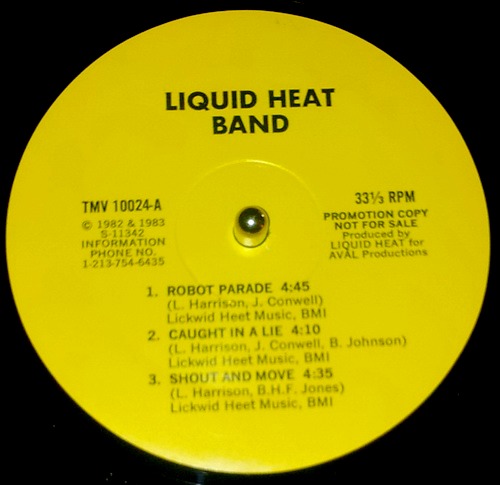 LIQUID HEAT
BAND
TMV 10024-A
© 1982 & 1983
S-11342
INFORMATION
PHONE NO.
1-213-754-6435
33⅓ RPM
PROMOTION COPY
NOT FOR SALE
Produced by
LIQUID HEAT for
AVAL Productions
1. ROBOT PARADE 4:45
(L. Harrison, J. Conwell)
Lickwid Heet Music, BMI
2. CAUGHT IN A LIE 4:10
(L. Harrison, J. Conwell, B. Johnson)
Lickwid Heet Music, BMI
3. SHOUT AND MOVE 4:35
(L. Harrison, B.H.F. Jones)
Lickwid Heet Music, BMI